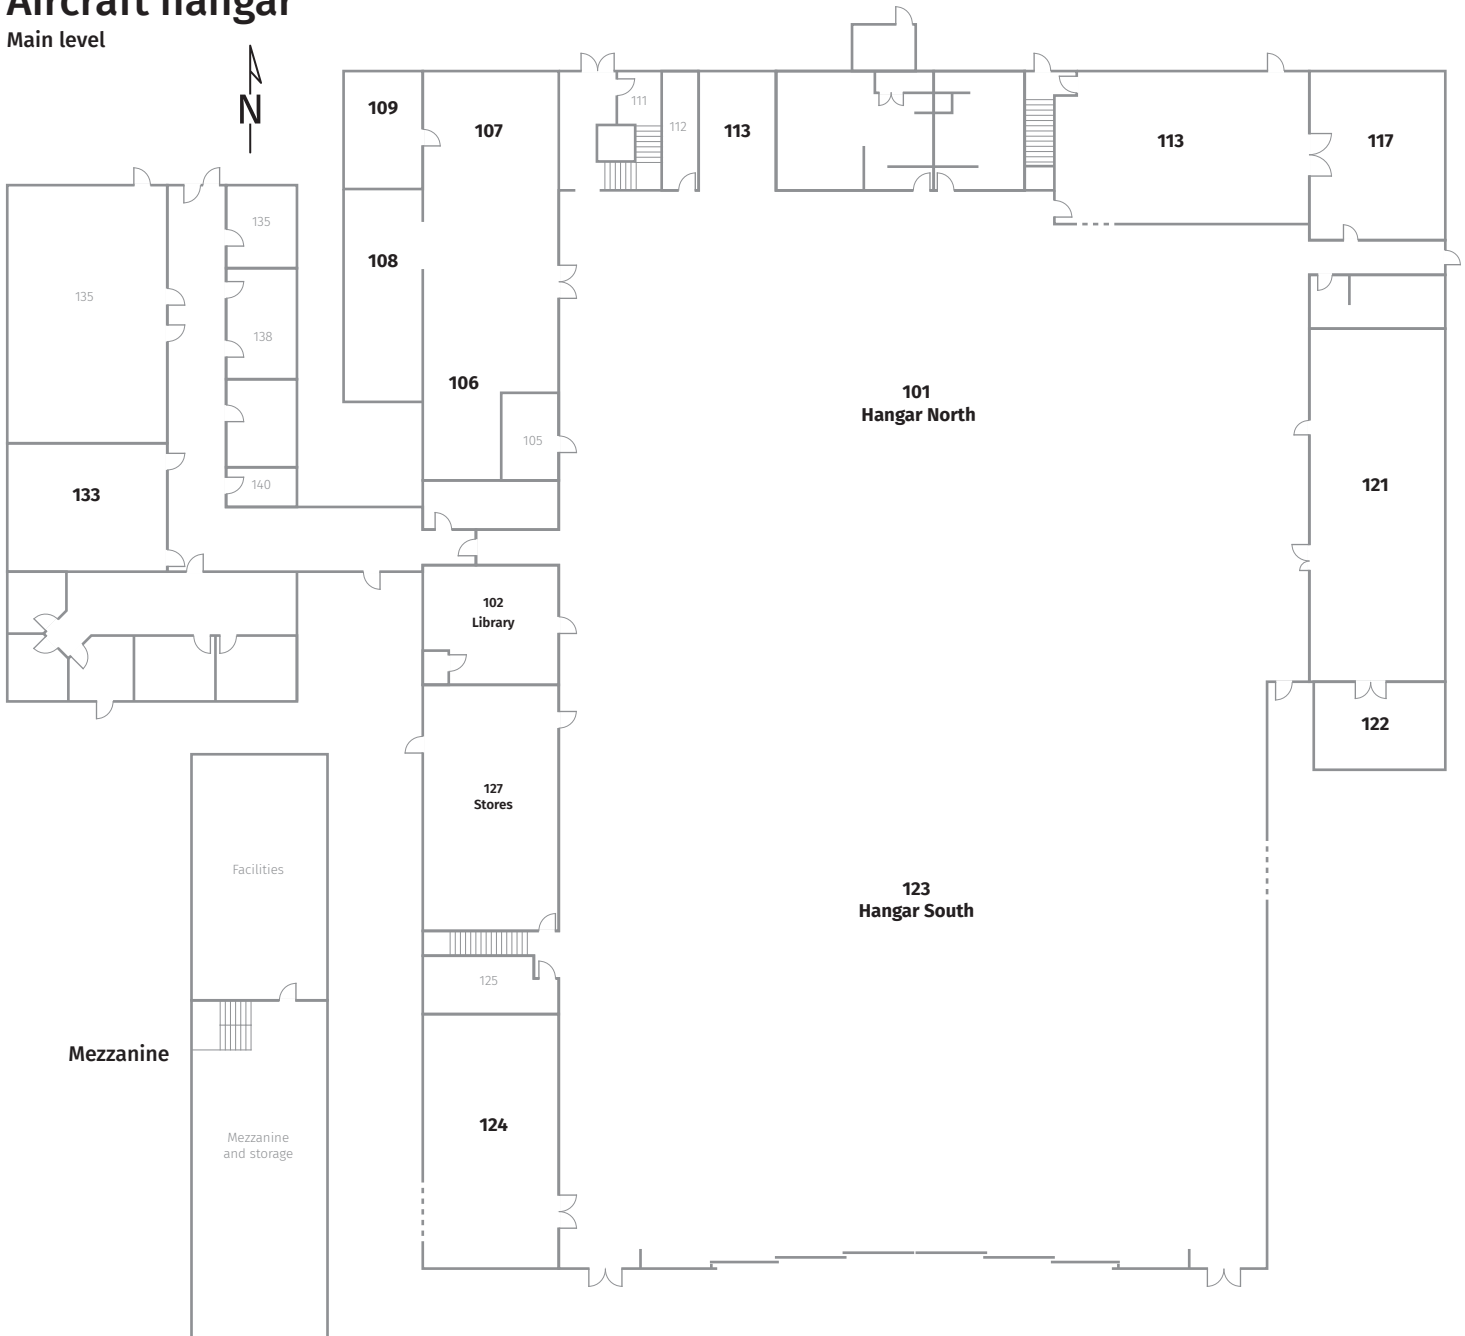 Aircraft hangar
Main level
N
109
107
111
112
113
113
117
135
135
108
138
106
105
101
Hangar North
140
133
121
102
Library
122
127
Stores
Facilities
123
Hangar South
125
Mezzanine
124
Mezzanine
and storage